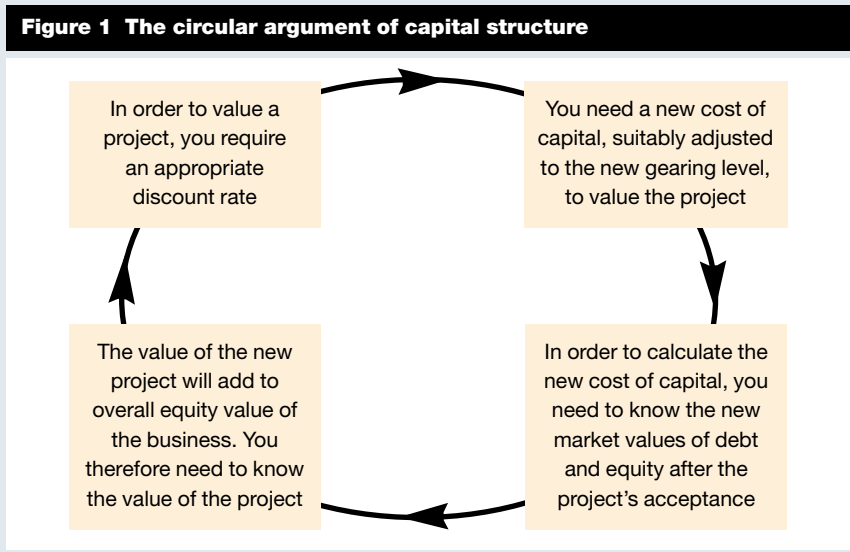 Figure 1 The circular argument of capital structure
In order to value a
project, you require
an appropriate
discount rate
You need a new cost of
capital, suitably adjusted
to the new gearing level,
to value the project
The value of the new
project will add to
overall equity value of
the business. You
therefore need to know
the value of the project
In order to calculate the
new cost of capital, you
need to know the new
market values of debt
and equity after the
project's acceptance